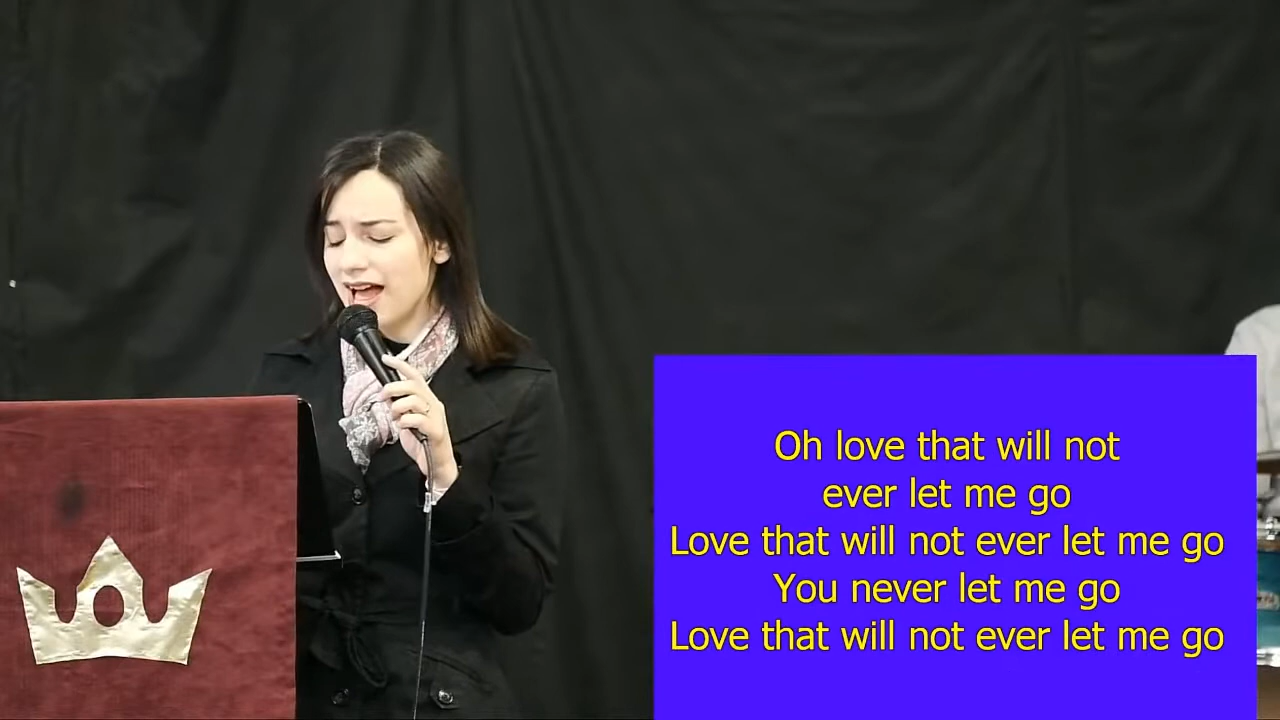 Oh love that will not
ever let me go
Love that will not ever let me go
You never let me go
Love that will not ever let me go